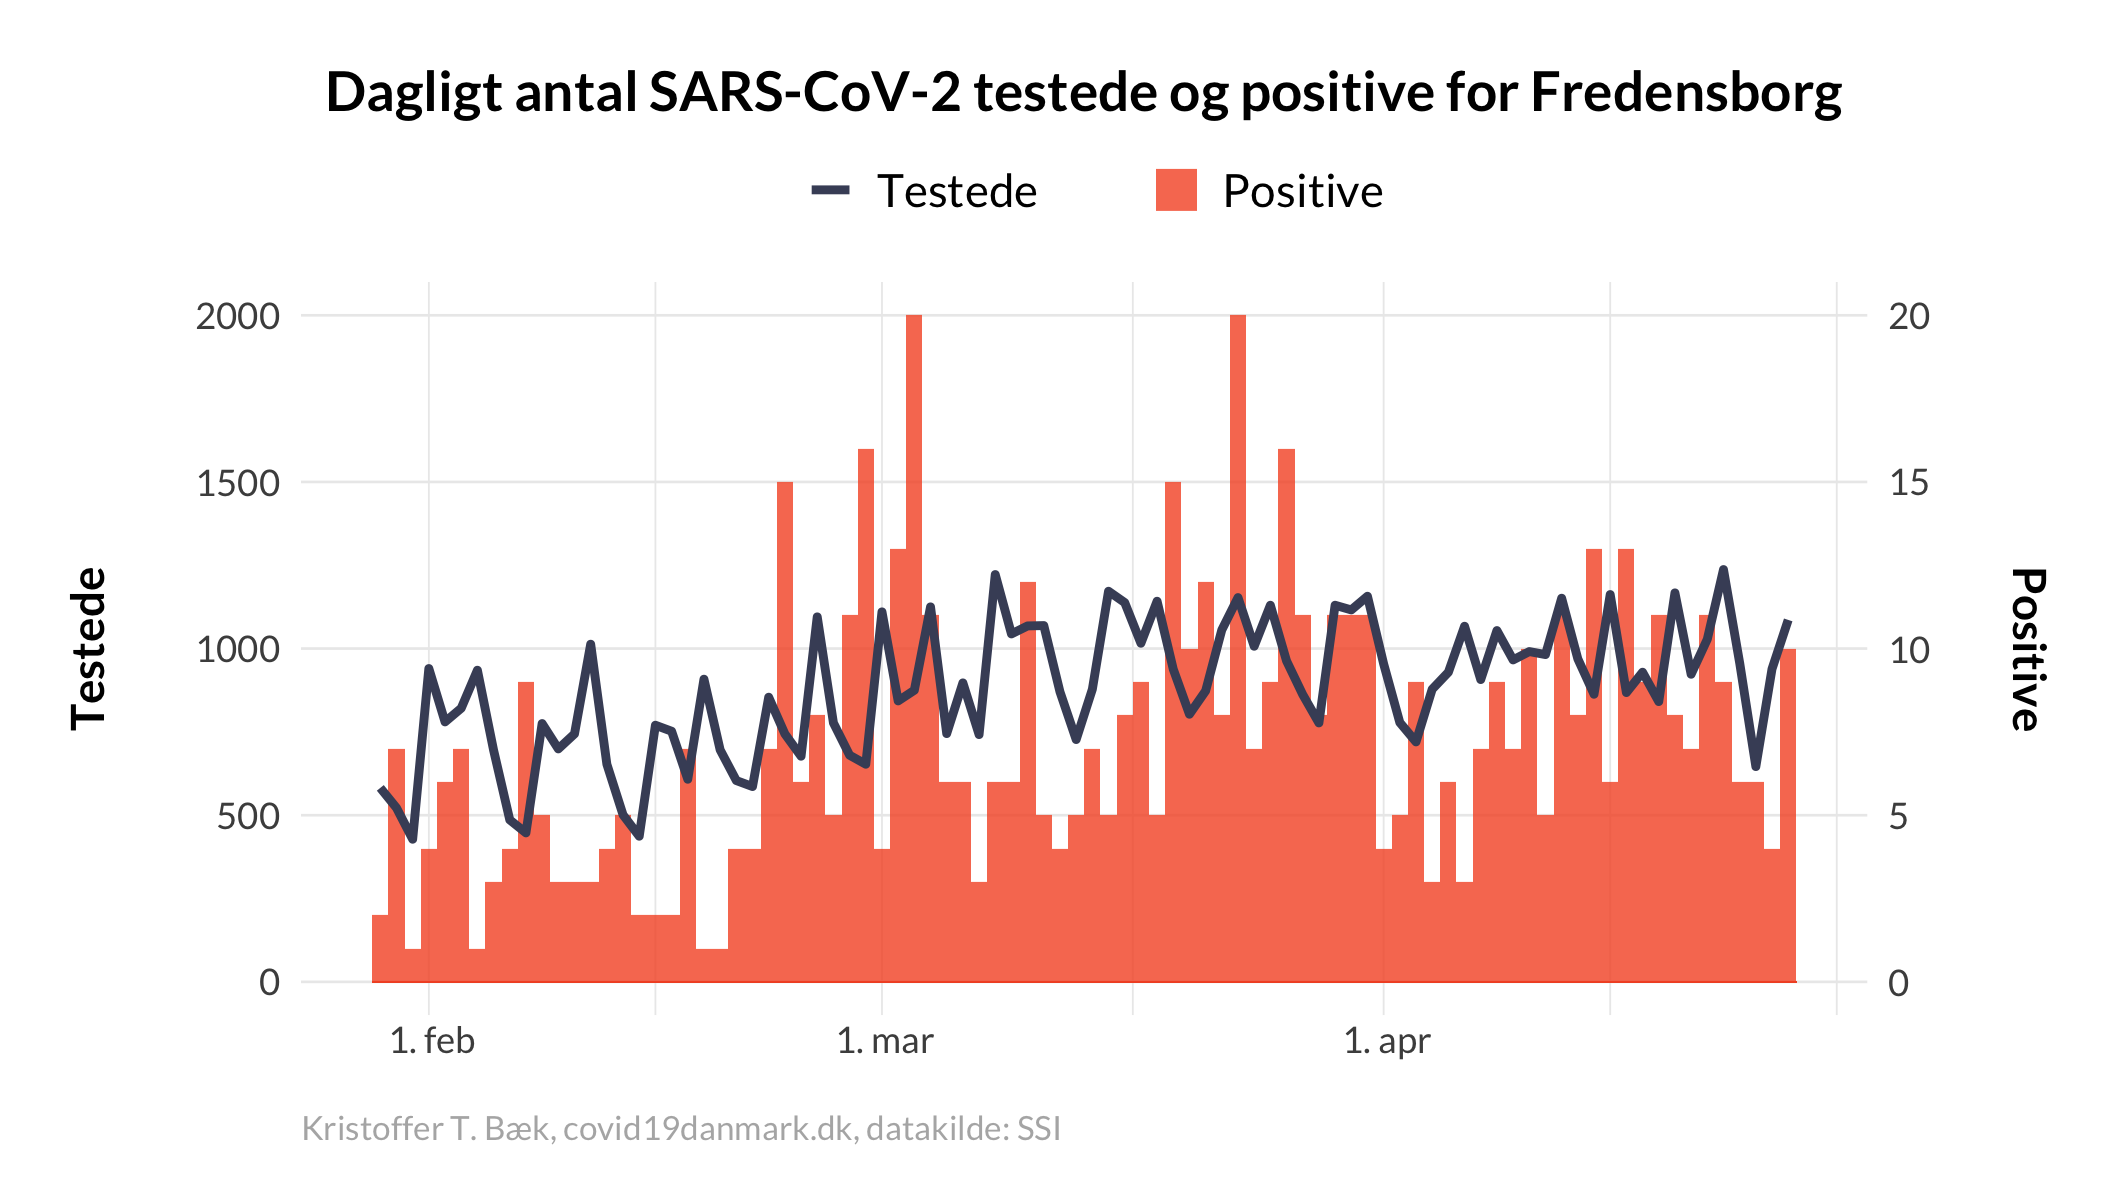 Dagligt antal SARS-CoV-2 testede og positive for Fredensborg
Testede
Positive
2000
1500
1000
500
0
20
15
10
5
0
Testede
Positive
1. feb
1. mar
1. apr
Kristoffer T. Bæk, covid19danmark.dk, datakilde: SSI